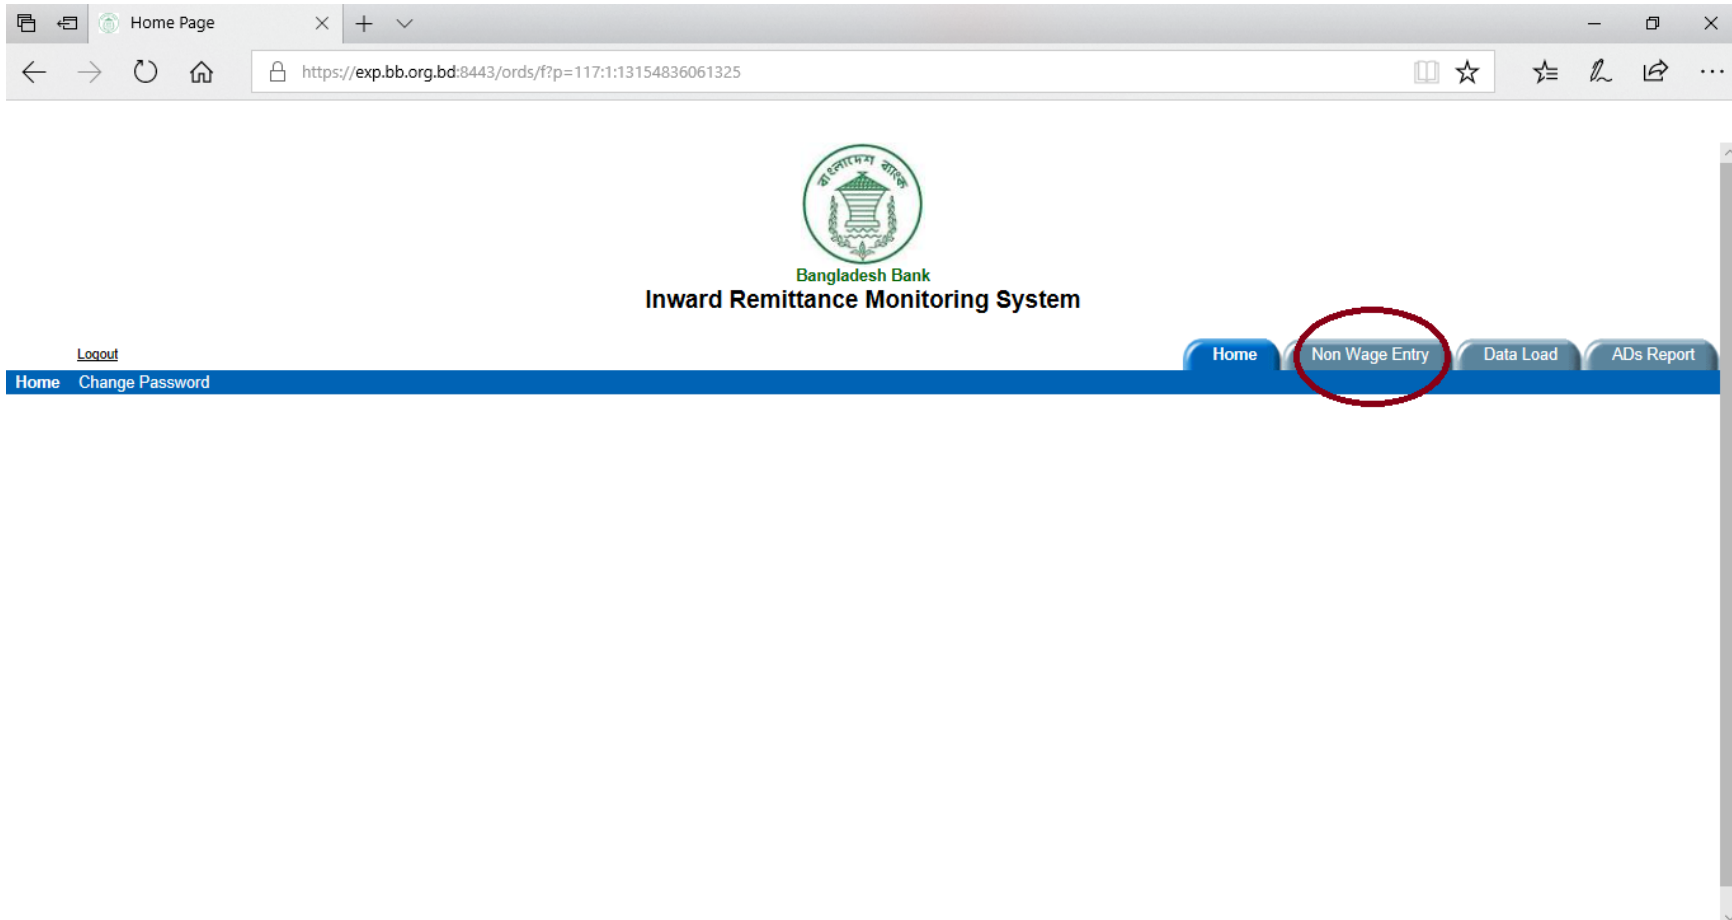 Home Page
https://exp.bb.org.bd:8443/ords/f?p=117:1:13154836061325
বাংলাদেশ ব্যাংক
Bangladesh Bank
Inward Remittance Monitoring System
Logout
Home Non Wage Entry Data Load ADs Report
Home Change Password